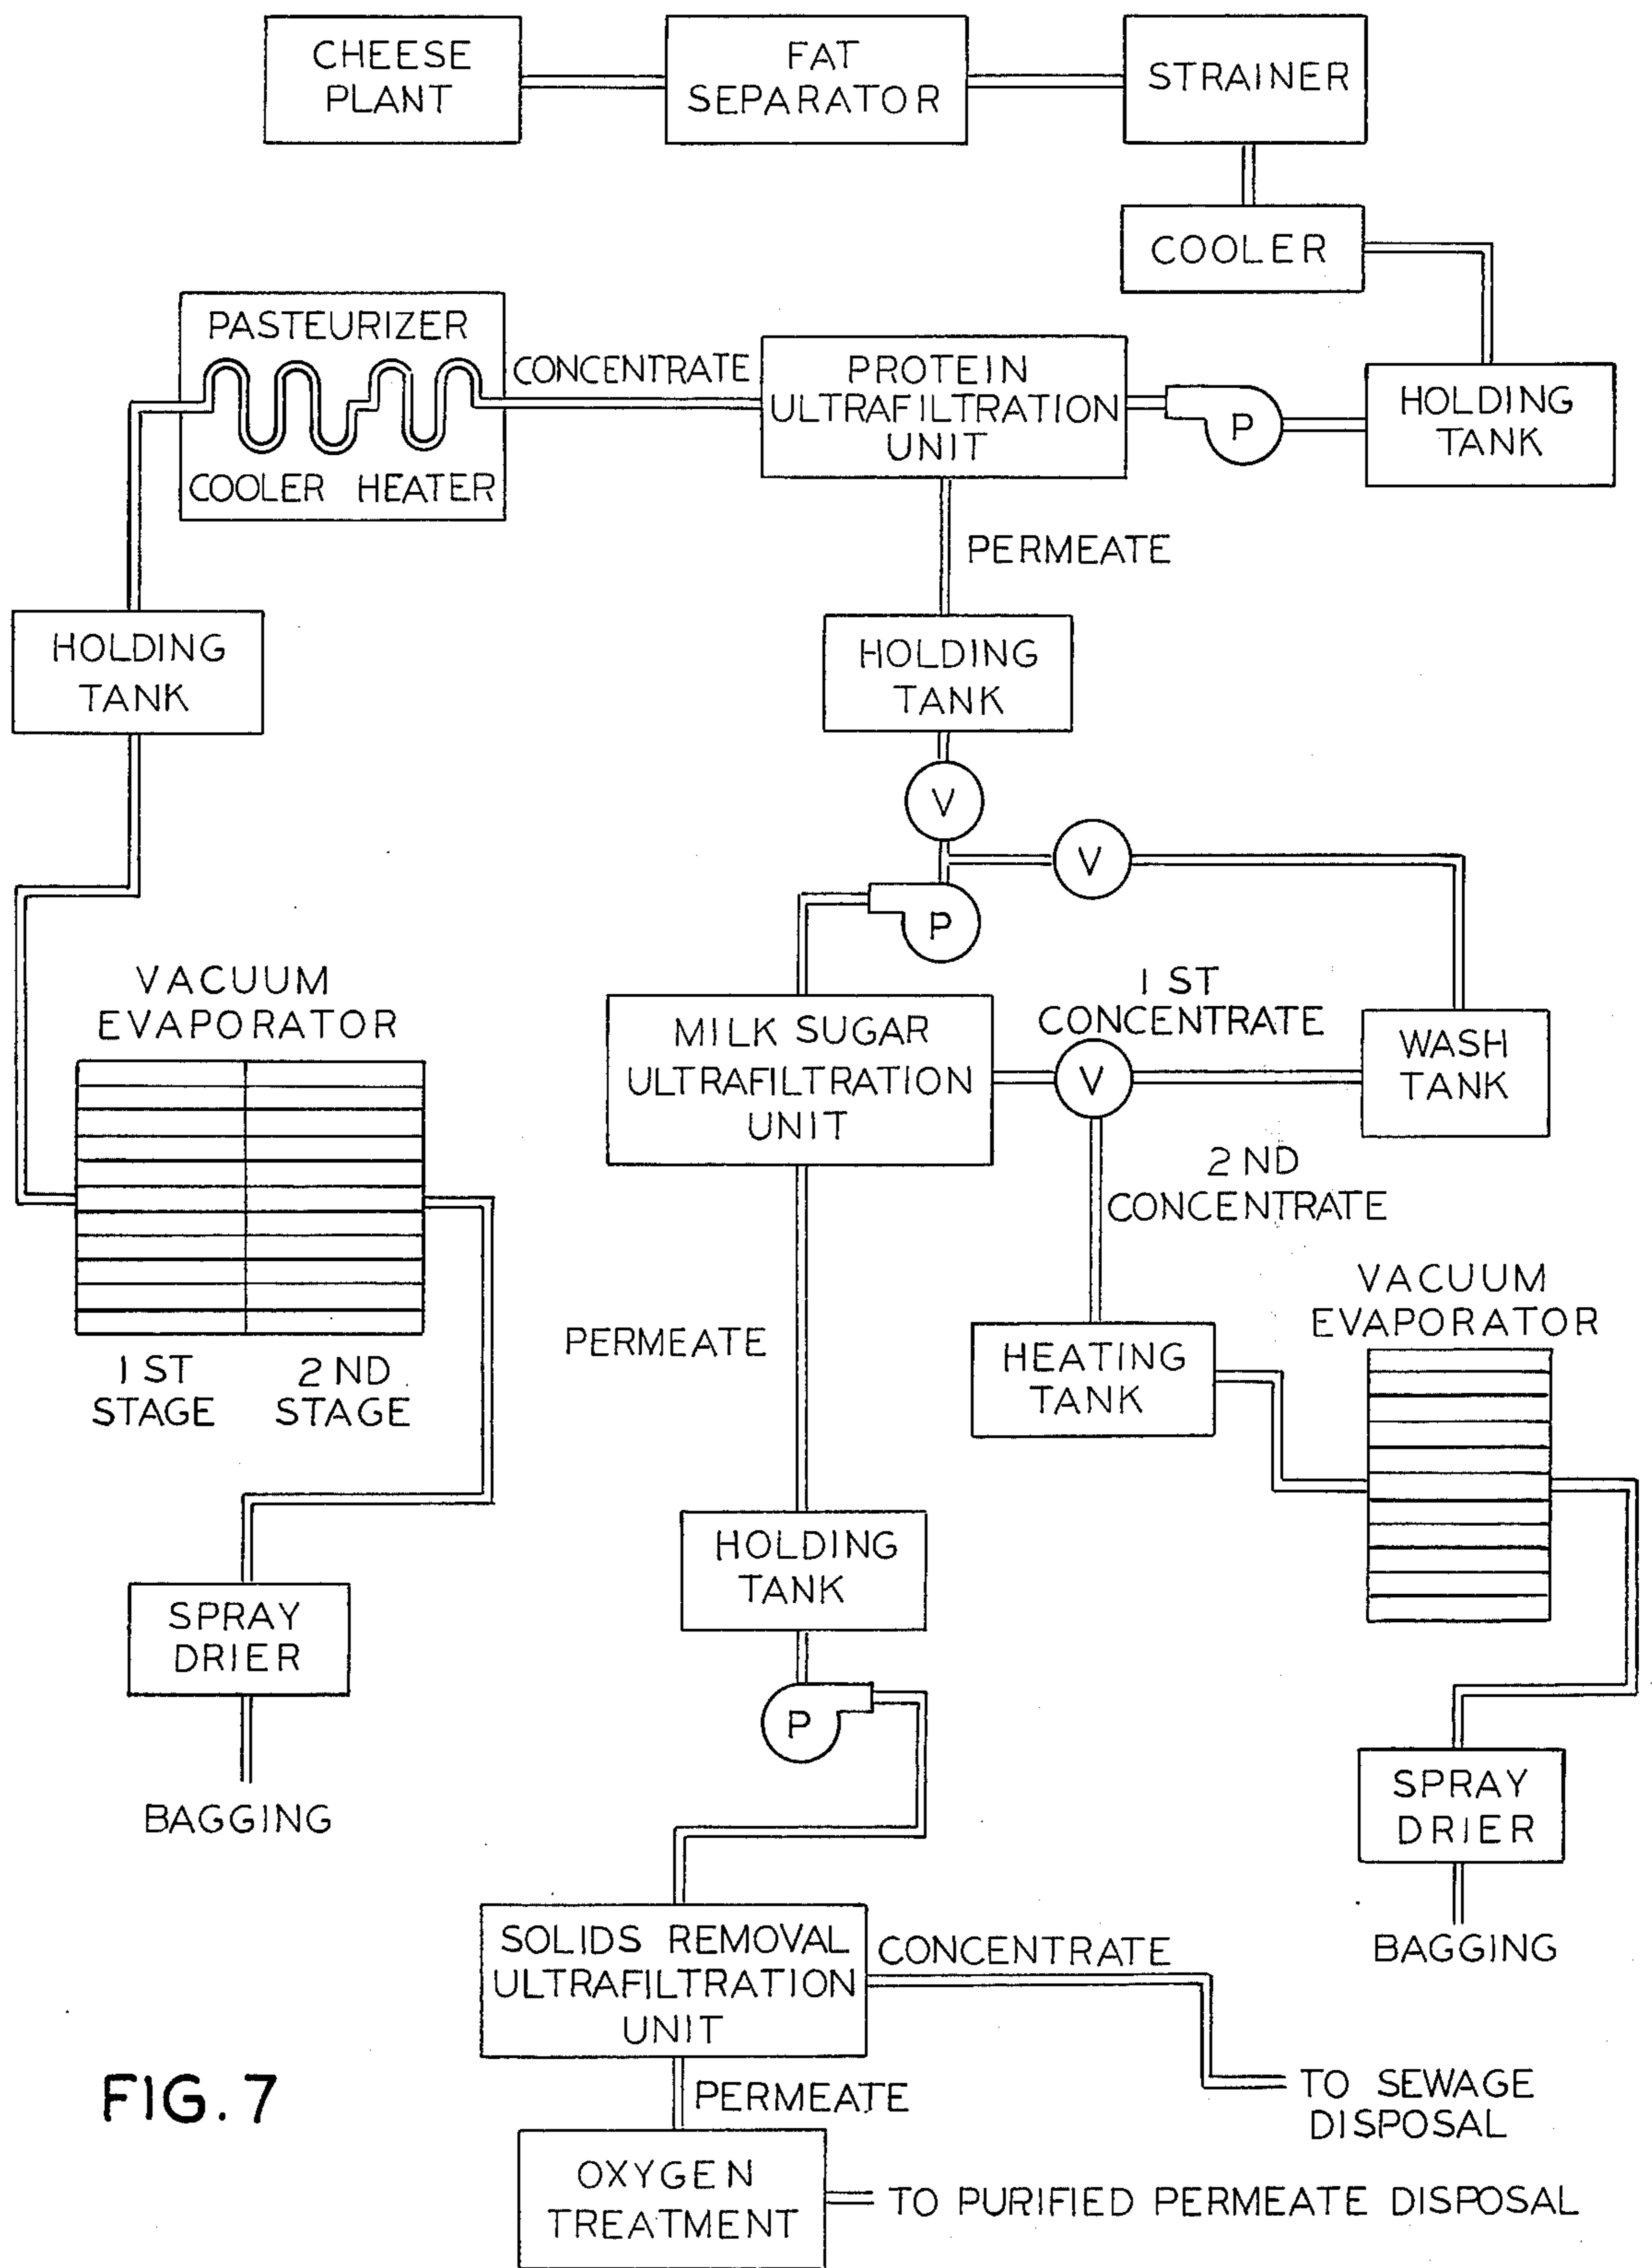 CHEESE
PLANT
FAT
SEPARATOR
STRAINER
COOLER
PASTEURIZER
COOLER HEATER
CONCENTRATE
PROTEIN
ULTRAFILTRATION
UNIT
P
HOLDING
TANK
PERMEATE
HOLDING
TANK
HOLDING
TANK
V
V
P
VACUUM
EVAPORATOR
1 ST
STAGE
2 ND
STAGE
MILK SUGAR
ULTRAFILTRATION
UNIT
1 ST
CONCENTRATE
V
WASH
TANK
2 ND
CONCENTRATE
PERMEATE
HEATING
TANK
VACUUM
EVAPORATOR
HOLDING
TANK
SPRAY
DRIER
BAGGING
P
SPRAY
DRIER
BAGGING
SOLIDS REMOVAL
ULTRAFILTRATION
UNIT
CONCENTRATE
TO SEWAGE
DISPOSAL
PERMEATE
OXYGEN
TREATMENT
TO PURIFIED PERMEATE DISPOSAL
FIG. 7